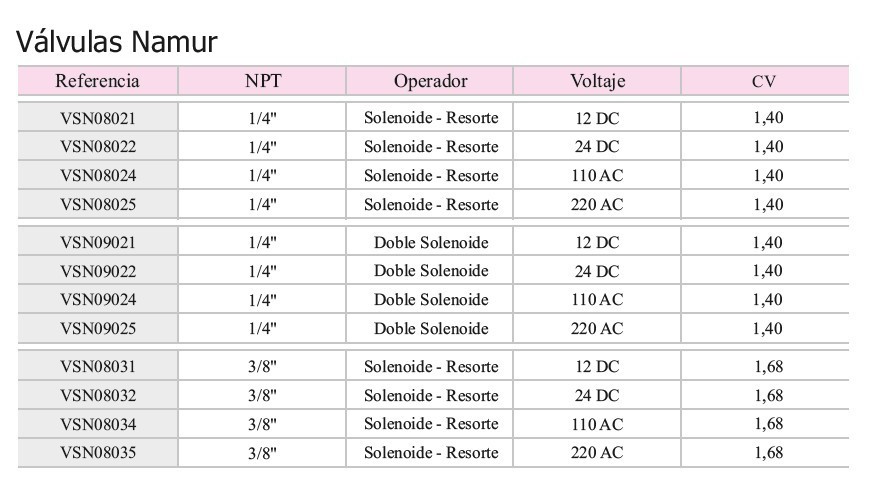 Válvulas Namur
Referencia NPT Operador Voltaje CV
VSN08021 1/4" Solenoide - Resorte 12 DC 1,40
VSN08022 1/4" Solenoide - Resorte 24 DC 1,40
VSN08024 1/4" Solenoide - Resorte 110 AC 1,40
VSN08025 1/4" Solenoide - Resorte 220 AC 1,40
VSN09021 1/4" Doble Solenoide 12 DC 1,40
VSN09022 1/4" Doble Solenoide 24 DC 1,40
VSN09024 1/4" Doble Solenoide 110 AC 1,40
VSN09025 1/4" Doble Solenoide 220 AC 1,40
VSN08031 3/8" Solenoide - Resorte 12 DC 1,68
VSN08032 3/8" Solenoide - Resorte 24 DC 1,68
VSN08034 3/8" Solenoide - Resorte 110 AC 1,68
VSN08035 3/8" Solenoide - Resorte 220 AC 1,68